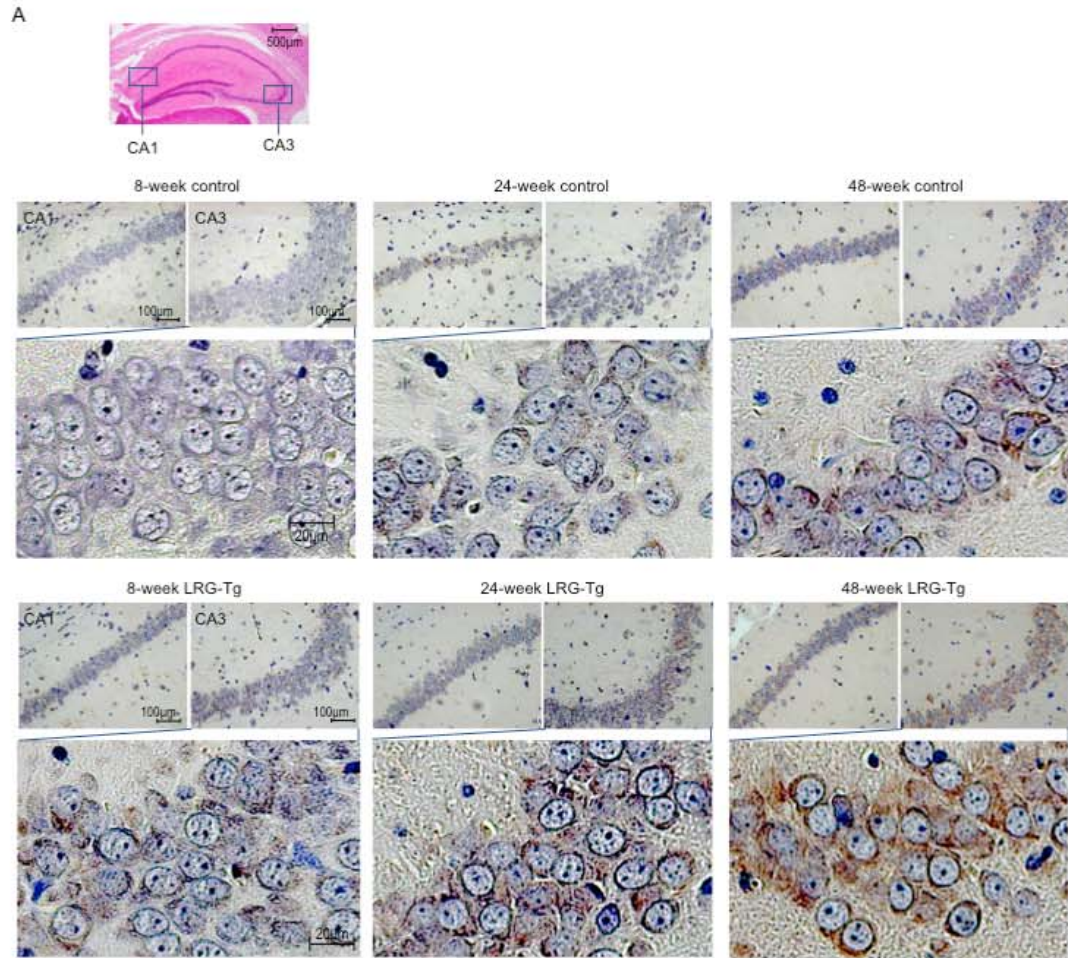 A
500µm
CA1 CA3
8-week control 24-week control 48-week control
CA1 CA3
100µm 100µm
20µm
8-week LRG-Tg 24-week LRG-Tg 48-week LRG-Tg
CA1 CA3
100µm 100µm
20µm